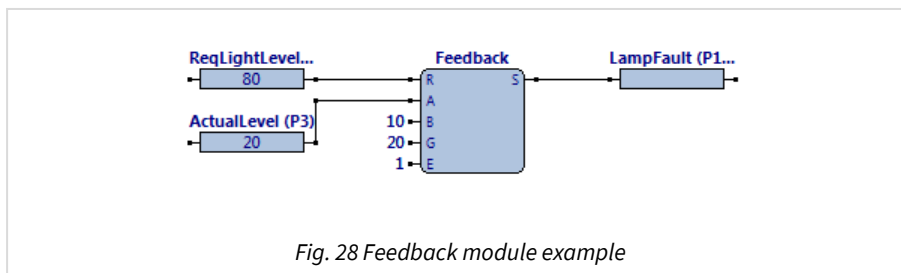 ReqLightLevel... Feedback LampFault (P1...
80 R S
A
ActualLevel (P3) 10 B
20 20 G
1 E
Fig. 28 Feedback module example